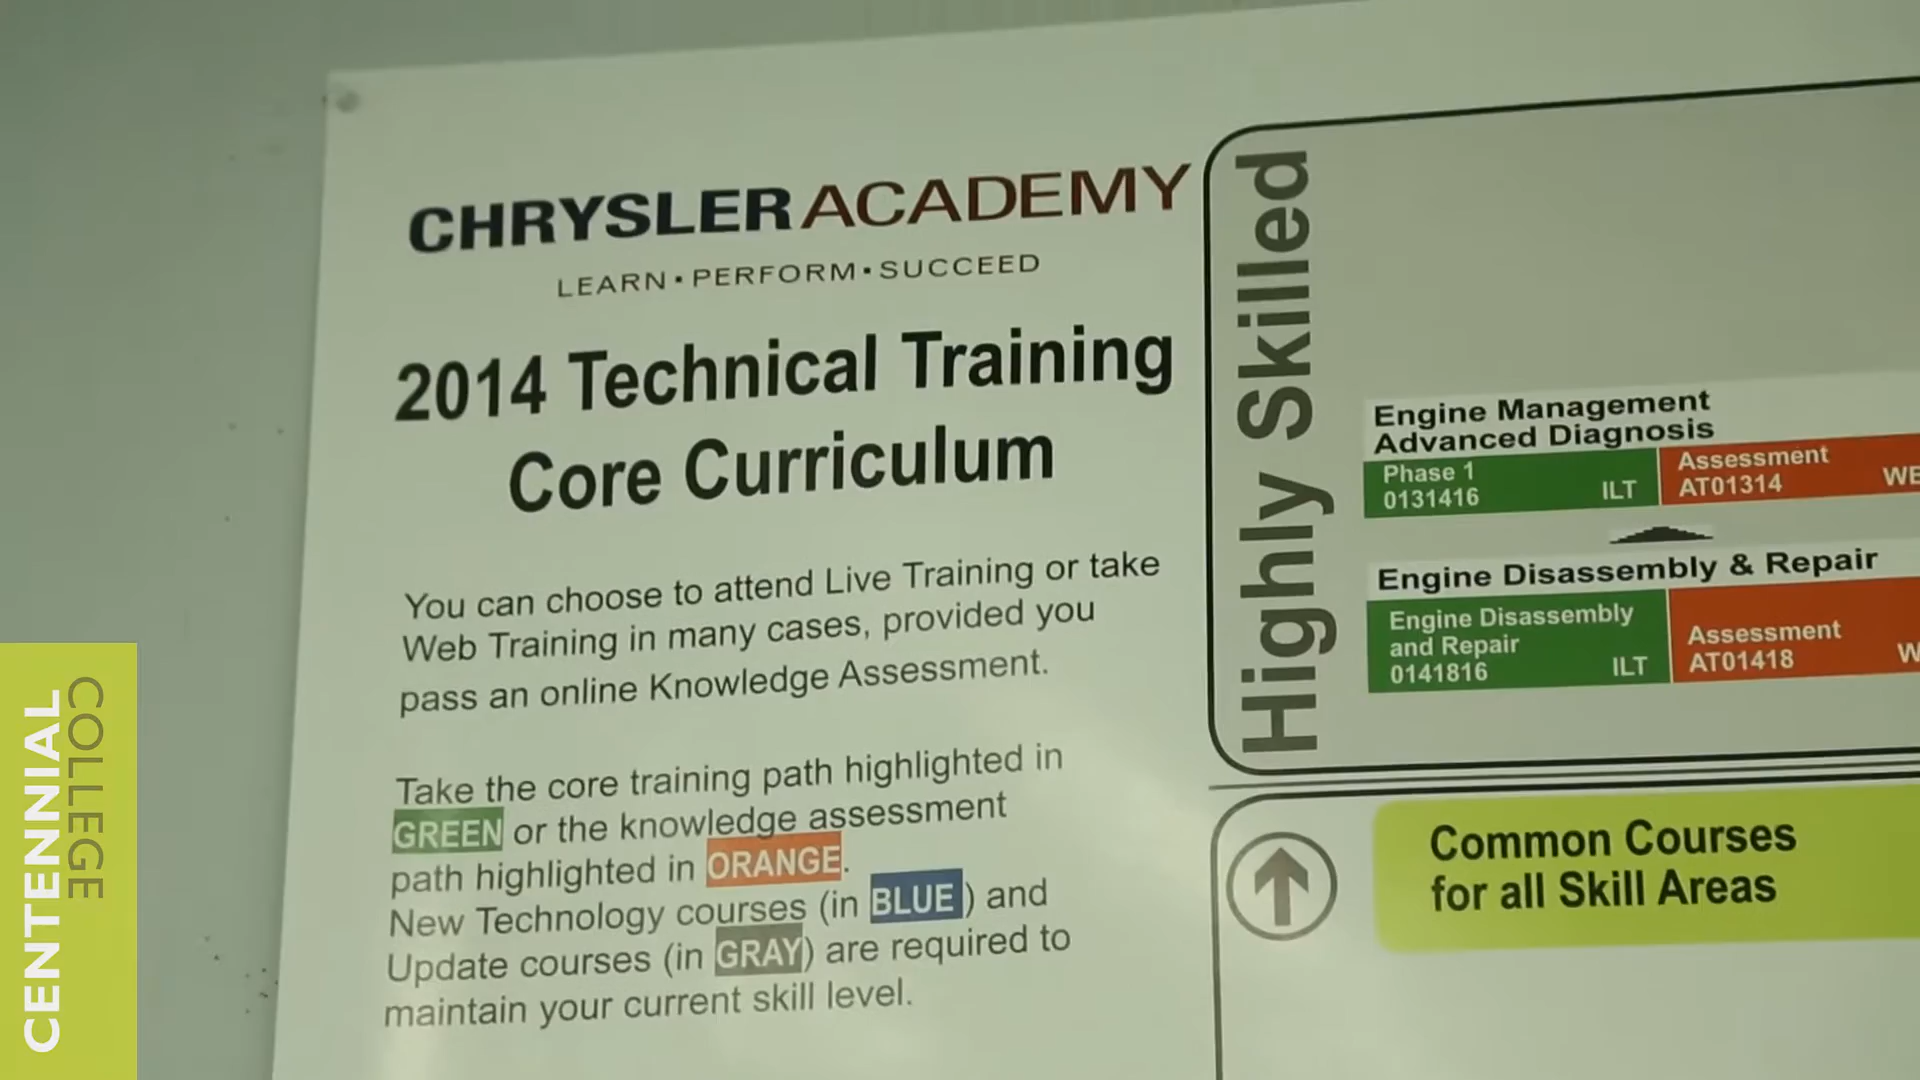 CHRYSLER ACADEMY
LEARN • PERFORM • SUCCEED
2014 Technical Training
Core Curriculum
You can choose to attend Live Training or take
Web Training in many cases, provided you
pass an online Knowledge Assessment.
Take the core training path highlighted in
GREEN or the knowledge assessment
path highlighted in ORANGE.
New Technology courses (in BLUE) and
Update courses (in GRAY) are required to
maintain your current skill level.
Highly Skilled
Engine Management
Advanced Diagnosis
Phase 1
0131416 ILT
Assessment
AT01314
Engine Disassembly & Repair
Engine Disassembly
and Repair
0141816 ILT
Assessment
AT01418
Common Courses
for all Skill Areas
CENTENNIAL
COLLEGE